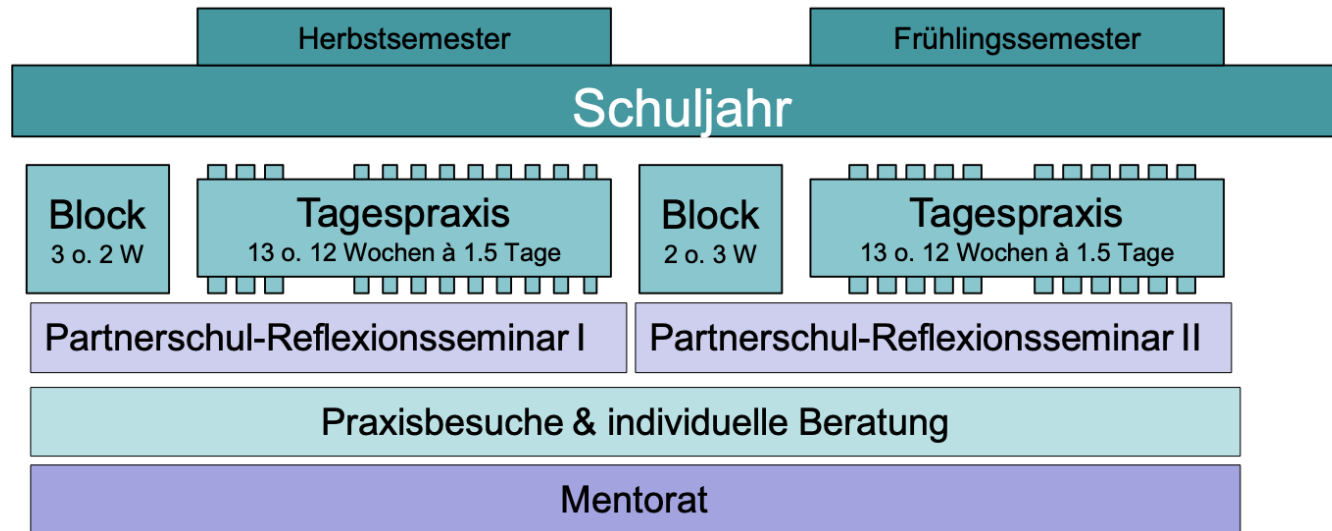 Herbstsemester
Frühlingssemester
Schuljahr
Block
3 o. 2 W
Tagespraxis
13 o. 12 Wochen à 1.5 Tage
Block
2 o. 3 W
Tagespraxis
13 o. 12 Wochen à 1.5 Tage
Partnerschul-Reflexionsseminar I
Partnerschul-Reflexionsseminar II
Praxisbesuche & individuelle Beratung
Mentorat